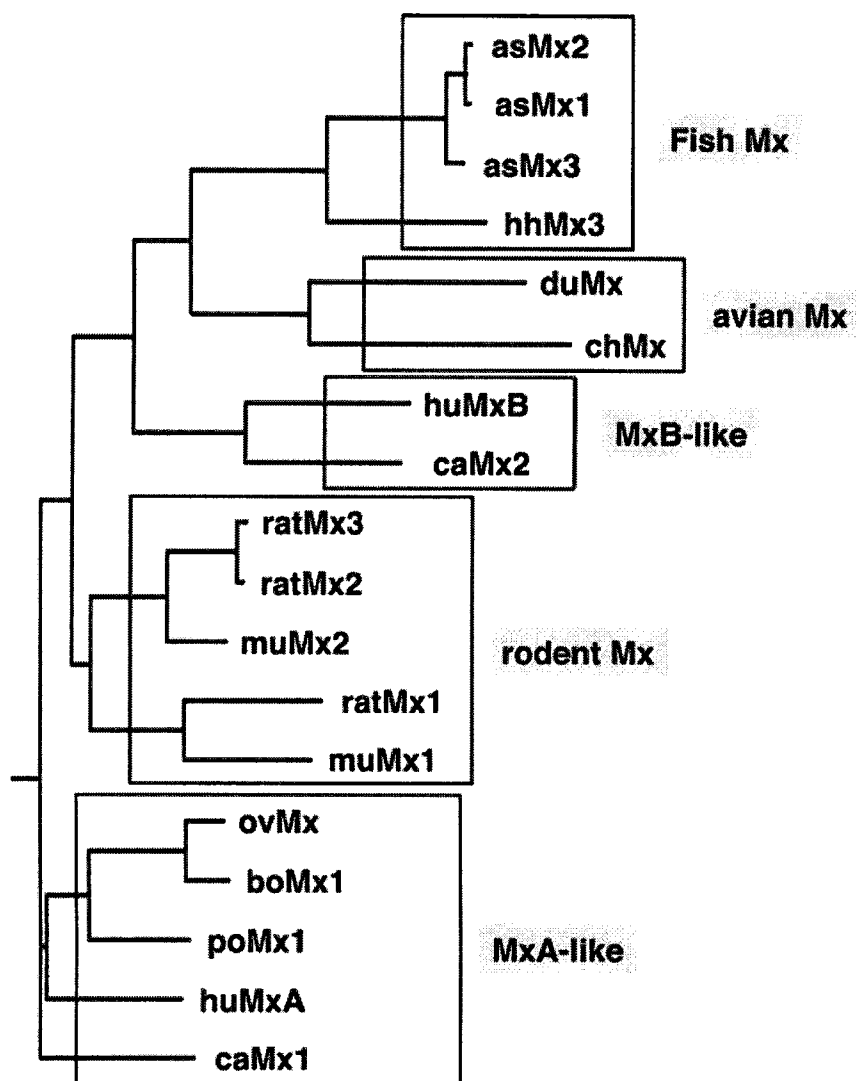 asMx2
asMx1
Fish Mx
asMx3
hhMx3
duMx
avian Mx
chMx
huMxB
MxB-like
caMx2
ratMx3
ratMx2
muMx2
rodent Mx
ratMx1
muMx1
ovMx
boMx1
poMx1
MxA-like
huMxA
caMx1